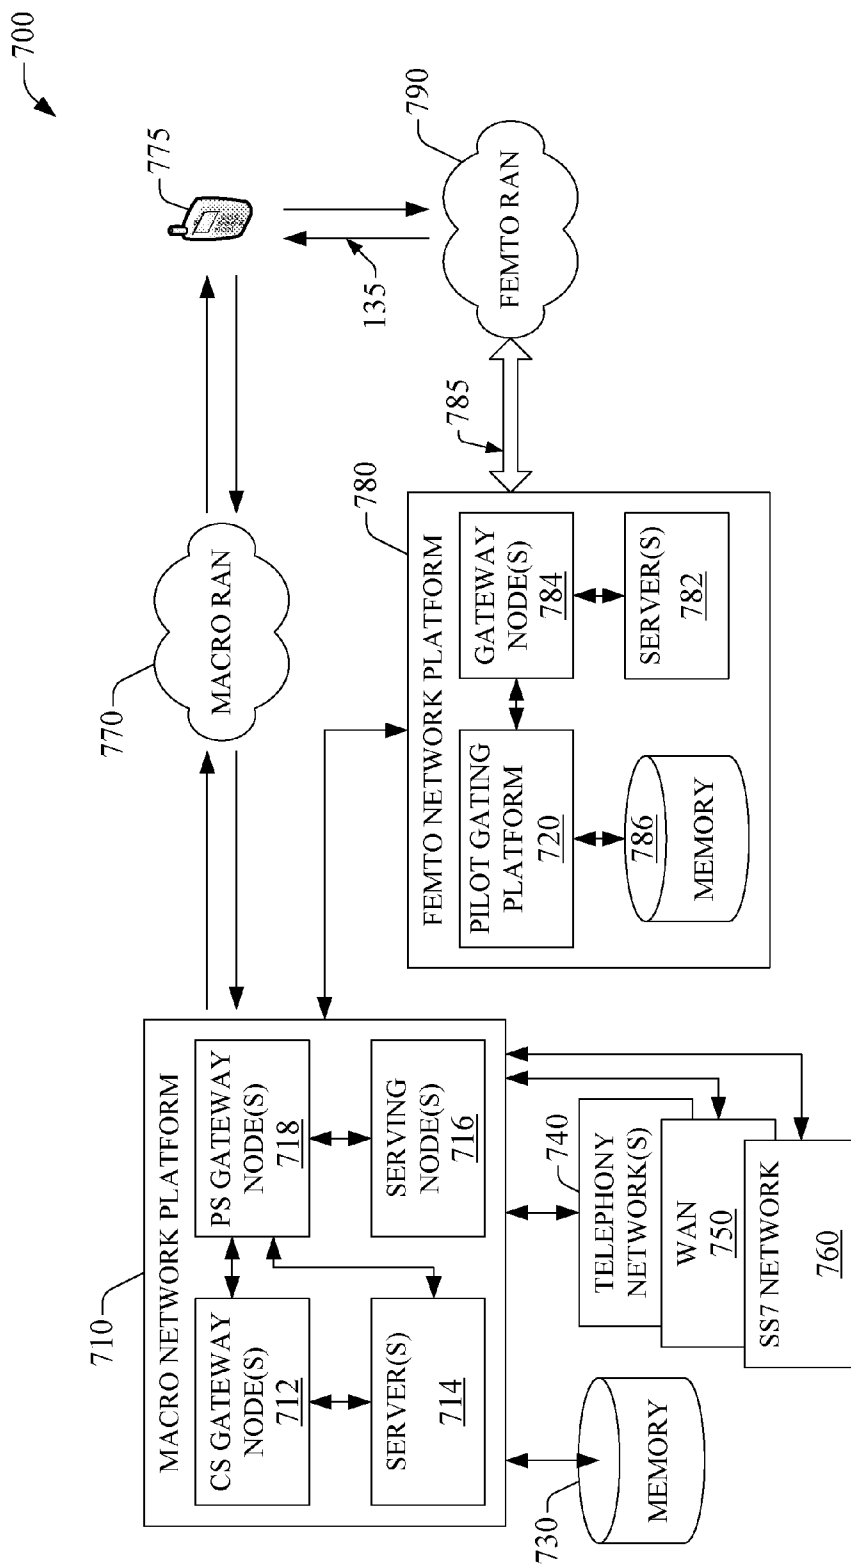 700
710
MACRO NETWORK PLATFORM
CS GATEWAY
NODE(S)
712
PS GATEWAY
NODE(S)
718
SERVER(S)
714
SERVING
NODE(S)
716
770
MACRO RAN
775
135
790
FEMTO RAN
785
780
FEMTO NETWORK PLATFORM
PILOT GATING
PLATFORM
720
GATEWAY
NODE(S)
784
786
MEMORY
SERVER(S)
782
730
MEMORY
740
TELEPHONY
NETWORK(S)
WAN
750
SS7 NETWORK
760